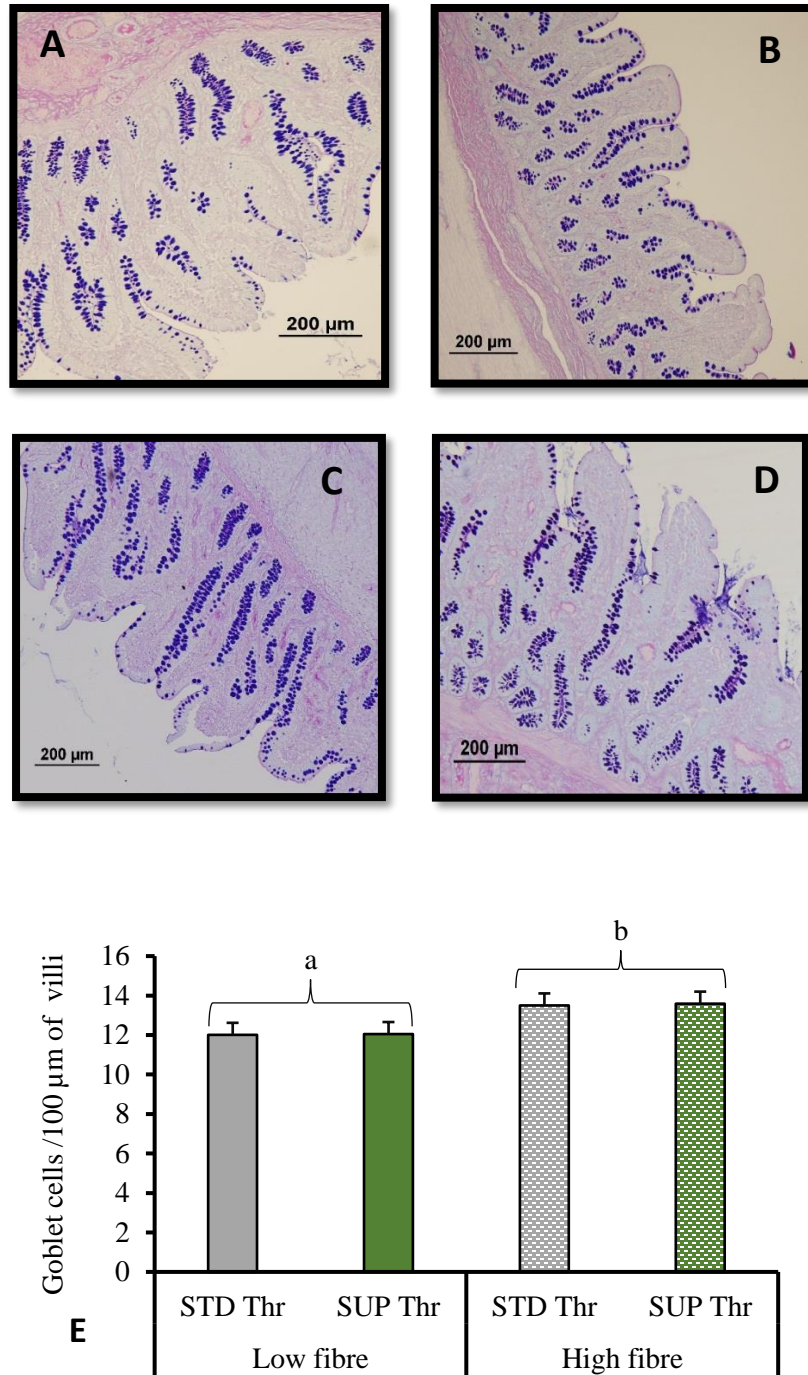 A
200 µm
B
200 µm
C
200 µm
D
200 µm
Goblet cells /100 µm of villi
16
14
12
10
8
6
4
2
0
a
b
STD Thr SUP Thr STD Thr SUP Thr
Low fibre High fibre
E